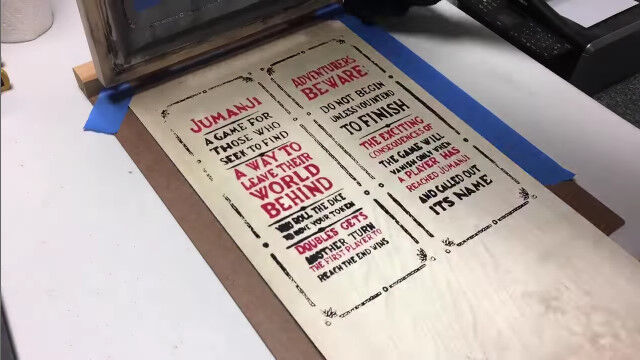 JUMANJI
A GAME FOR
THOSE WHO
SEEK TO FIND
A WAY TO
LEAVE THEIR
WORLD
BEHIND
YOU ROLL THE DICE
TO MOVE YOUR TOKEN
DOUBLES GETS
ANOTHER TURN
THE FIRST PLAYER TO
REACH THE END WINS
ADVENTURERS
BEWARE
DO NOT BEGIN
UNLESS YOU INTEND
TO FINISH
THE EXCITING
CONSEQUENCES OF
THE GAME WILL
VANISH ONLY WHEN
A PLAYER HAS
REACHED JUMANJI
AND CALLED OUT
ITS NAME